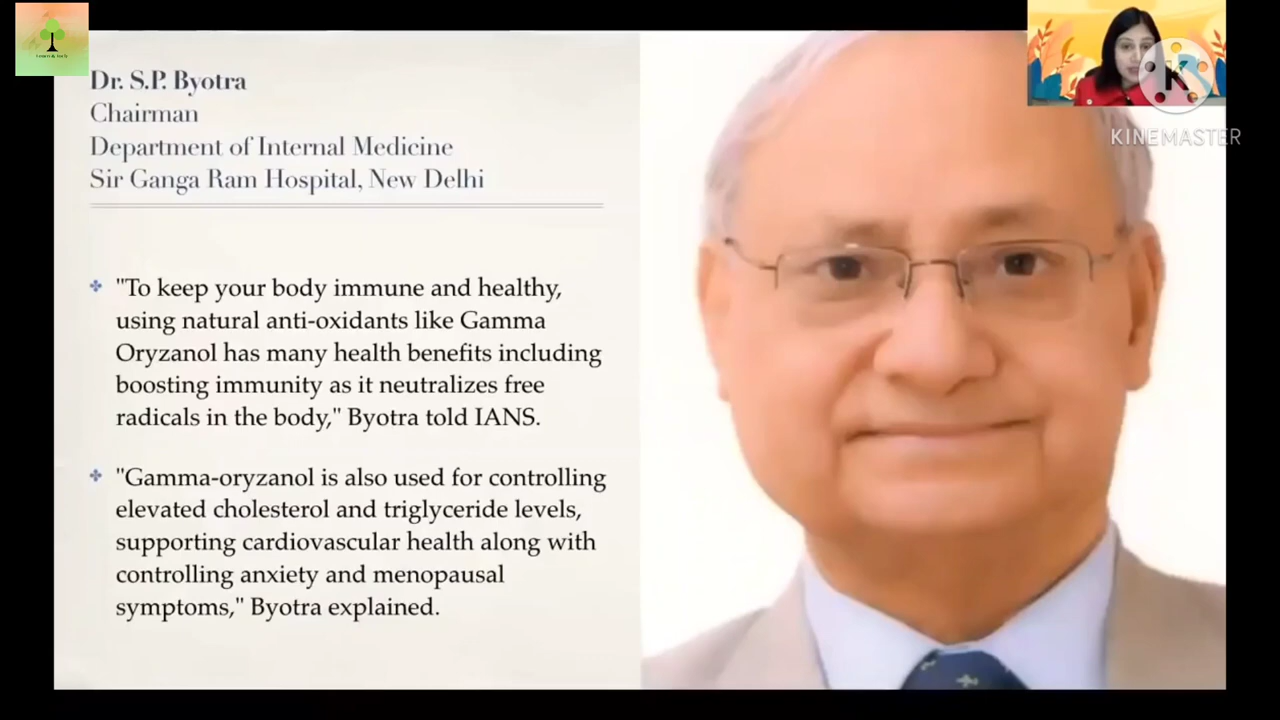 Dr. S.P. Byotra
Chairman
Department of Internal Medicine
Sir Ganga Ram Hospital, New Delhi
"To keep your body immune and healthy,
using natural anti-oxidants like Gamma
Oryzanol has many health benefits including
boosting immunity as it neutralizes free
radicals in the body," Byotra told IANS.
"Gamma-oryzanol is also used for controlling
elevated cholesterol and triglyceride levels,
supporting cardiovascular health along with
controlling anxiety and menopausal
symptoms," Byotra explained.
K
KINEMASTER